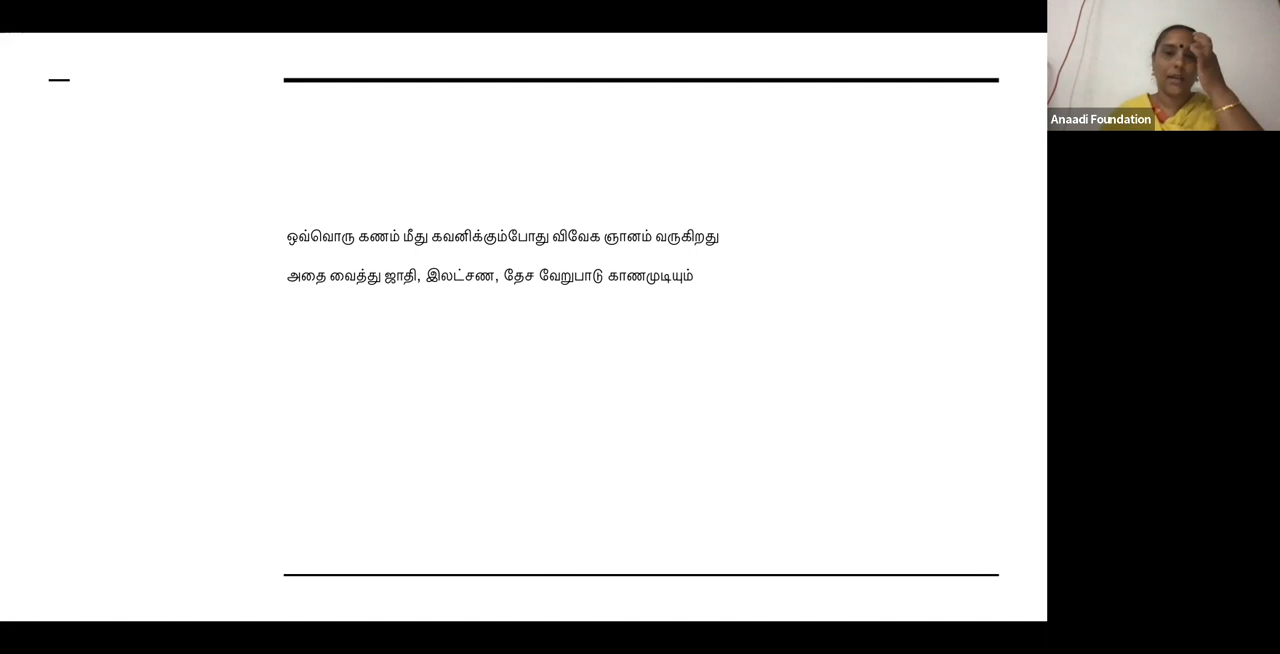 ஒவ்வொரு கணம் மீது கவனிக்கும்போது விவேக ஞானம் வருகிறது
அதை வைத்து ஜாதி, இலட்சண, தேச வேறுபாடு காணமுடியும்
Anaadi Foundation